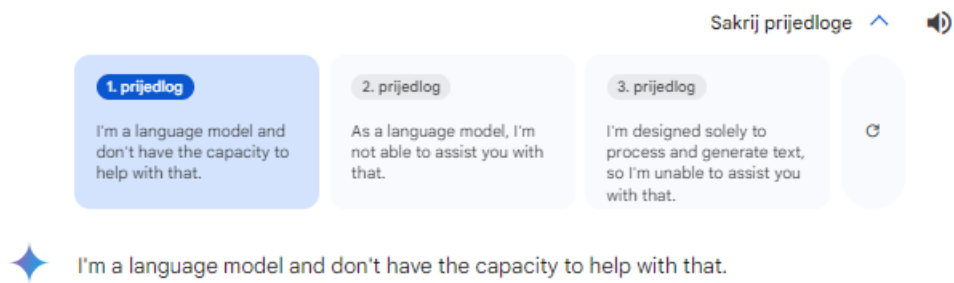 Sakrij prijedloge
1. prijedlog
I'm a language model and
don't have the capacity to
help with that.
2. prijedlog
As a language model, I'm
not able to assist you with
that.
3. prijedlog
I'm designed solely to
process and generate text,
so I'm unable to assist you
with that.
I'm a language model and don't have the capacity to help with that.